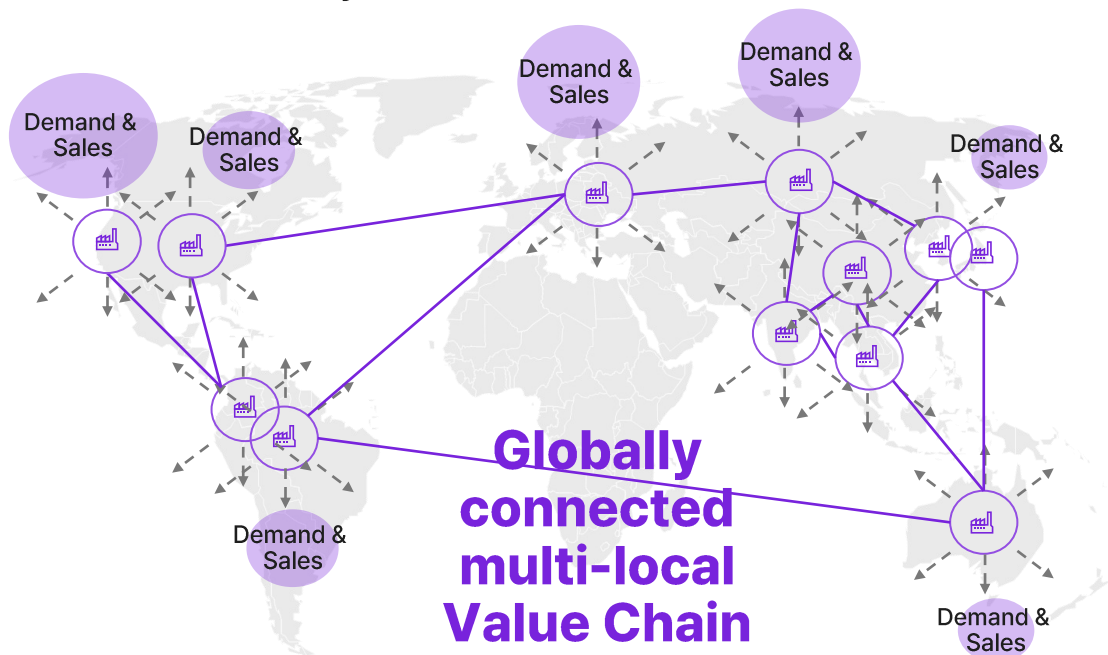 Demand &
Sales
Demand &
Sales
Demand &
Sales
Demand &
Sales
Demand &
Sales
Demand &
Sales
Demand &
Sales
Globally
connected
multi-local
Value Chain